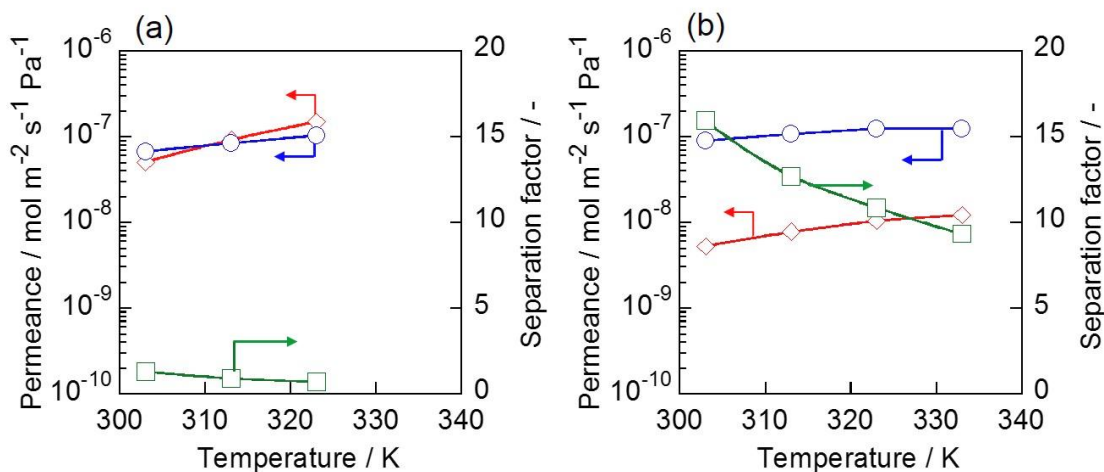 (a)
Permeance / mol m⁻² s⁻¹ Pa⁻¹
10⁻⁶
10⁻⁷
10⁻⁸
10⁻⁹
10⁻¹⁰
20
15
10
5
0
Separation factor / -
300 310 320 330 340
Temperature / K
(b)
Permeance / mol m⁻² s⁻¹ Pa⁻¹
10⁻⁶
10⁻⁷
10⁻⁸
10⁻⁹
10⁻¹⁰
20
15
10
5
0
Separation factor / -
300 310 320 330 340
Temperature / K